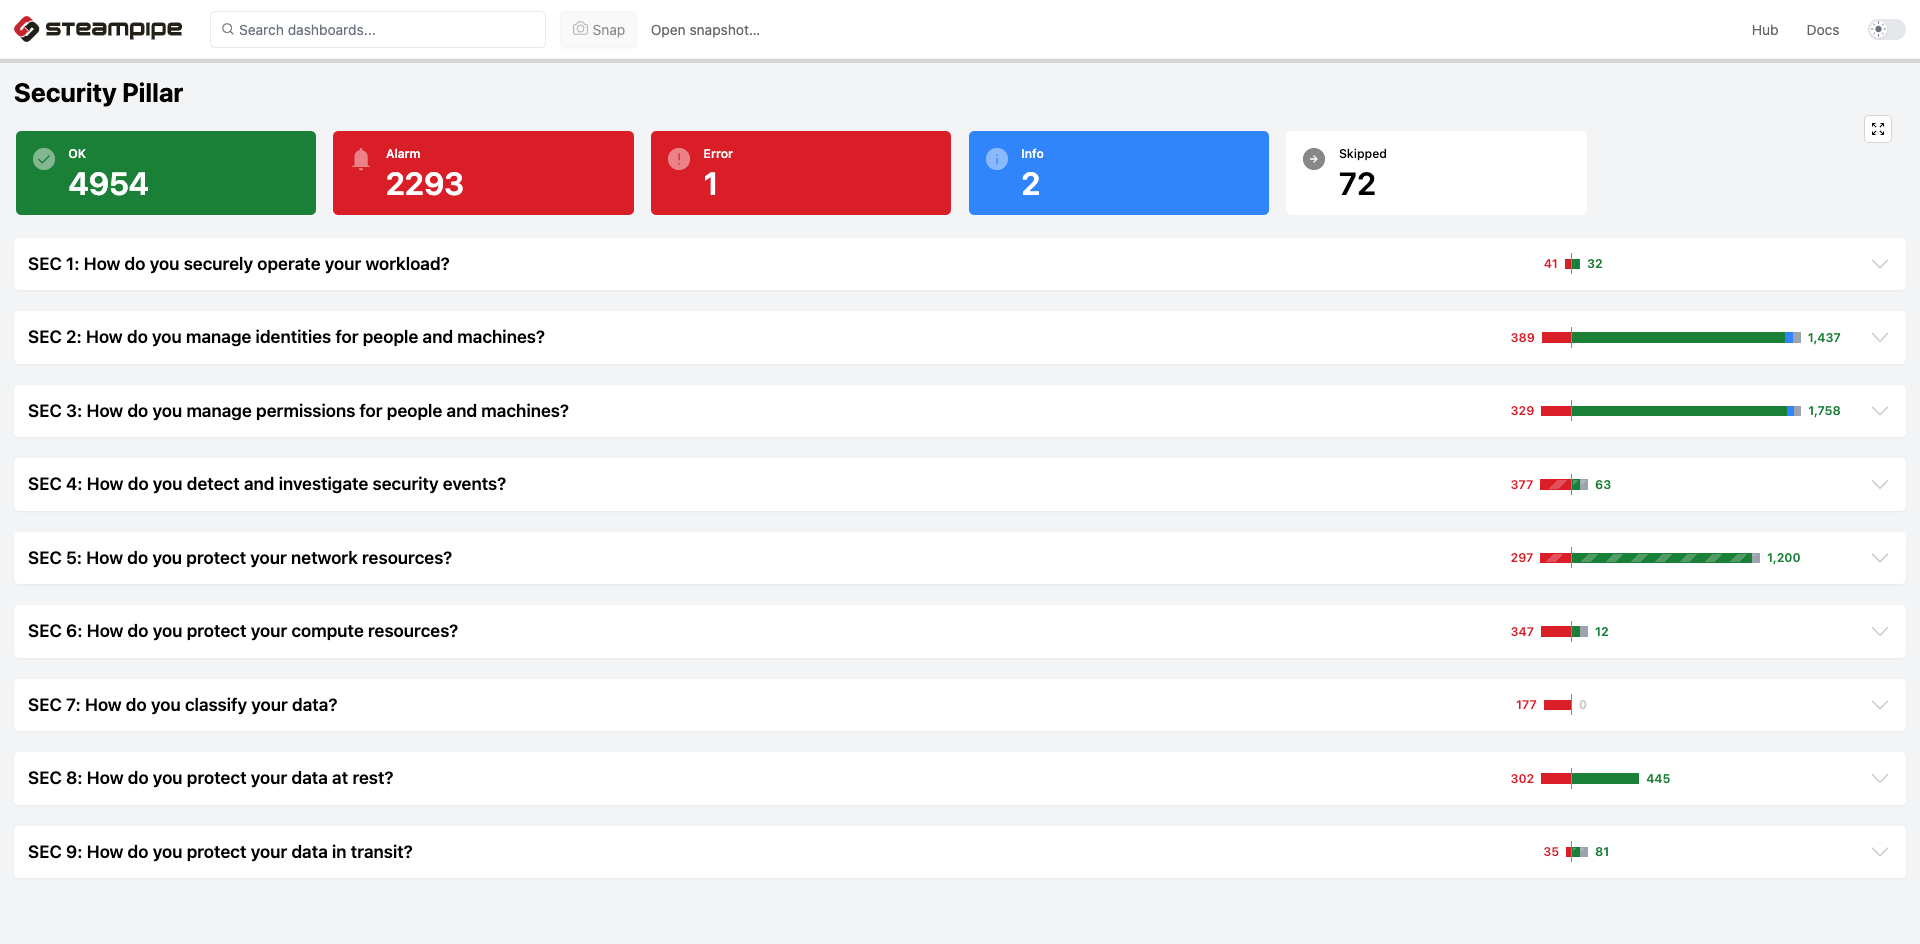 steampipe Search dashboards... Snap Open snapshot... Hub Docs
Security Pillar
OK Alarm Error Info Skipped
4954 2293 1 2 72
SEC 1: How do you securely operate your workload? 41 32
SEC 2: How do you manage identities for people and machines? 389 1,437
SEC 3: How do you manage permissions for people and machines? 329 1,758
SEC 4: How do you detect and investigate security events? 377 63
SEC 5: How do you protect your network resources? 297 1,200
SEC 6: How do you protect your compute resources? 347 12
SEC 7: How do you classify your data? 177 0
SEC 8: How do you protect your data at rest? 302 445
SEC 9: How do you protect your data in transit? 35 81